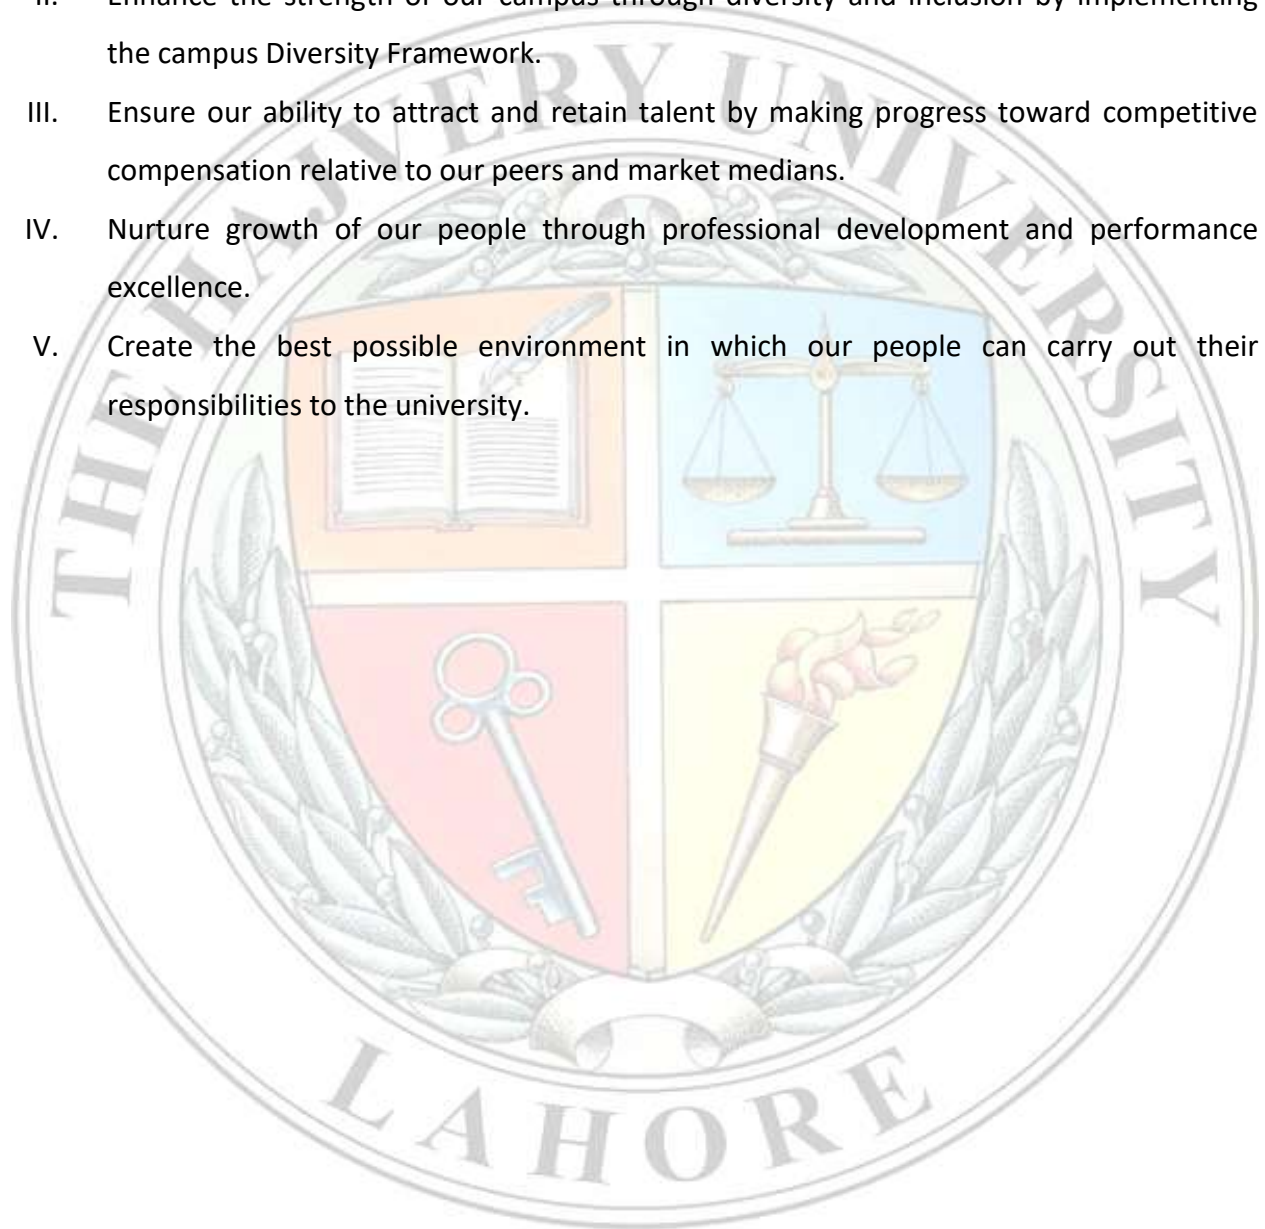 II. Enhance the strength of our campus through diversity and inclusion by implementing
the campus Diversity Framework.
III. Ensure our ability to attract and retain talent by making progress toward competitive
compensation relative to our peers and market medians.
IV. Nurture growth of our people through professional development and performance
excellence.
V. Create the best possible environment in which our people can carry out their
responsibilities to the university.
THE HAJVERY UNIVERSITY
LAHORE